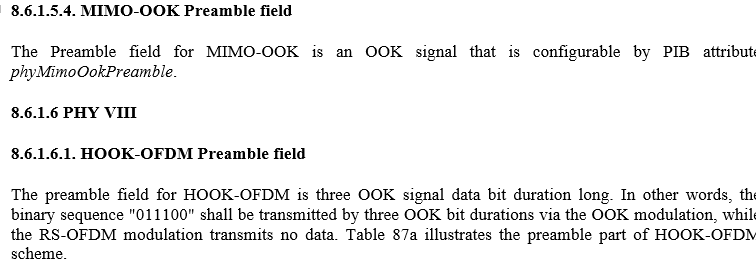 8.6.1.5.4. MIMO-OOK Preamble field
The Preamble field for MIMO-OOK is an OOK signal that is configurable by PIB attribute
phyMimoOokPreamble.
8.6.1.6 PHY VIII
8.6.1.6.1. HOOK-OFDM Preamble field
The preamble field for HOOK-OFDM is three OOK signal data bit duration long. In other words, the
binary sequence "011100" shall be transmitted by three OOK bit durations via the OOK modulation, while
the RS-OFDM modulation transmits no data. Table 87a illustrates the preamble part of HOOK-OFDM
scheme.